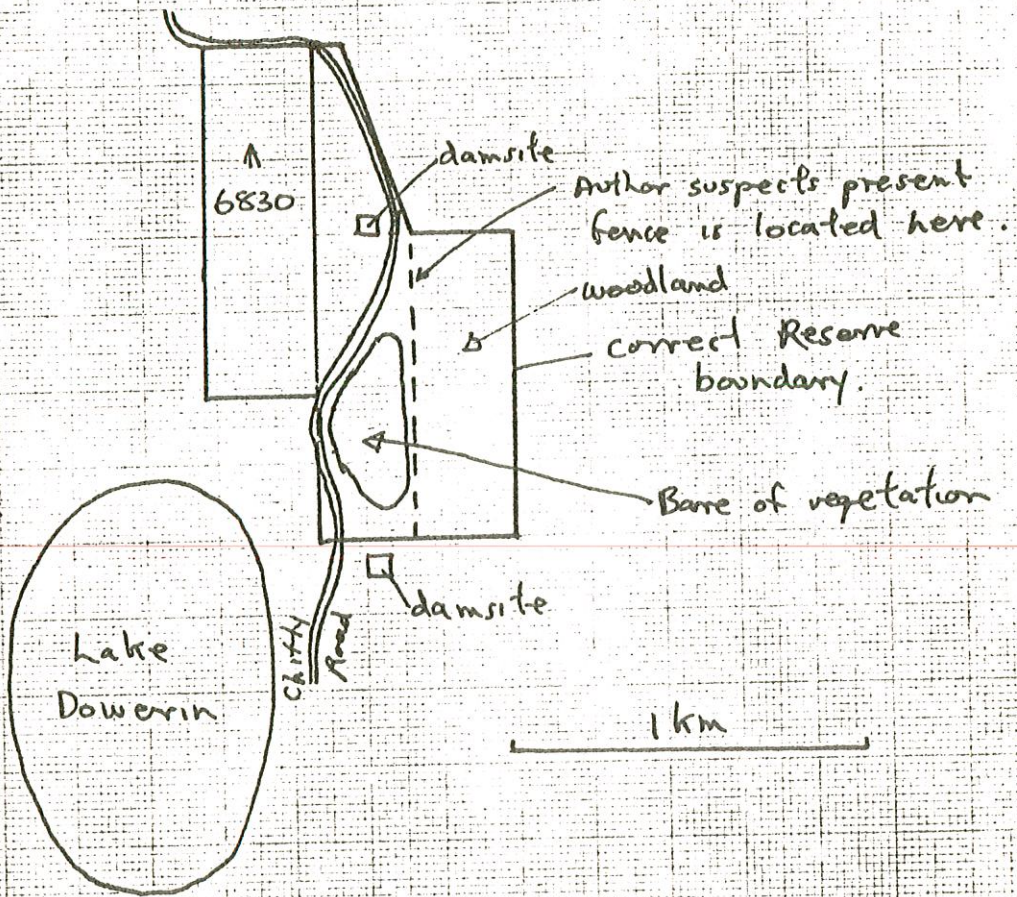 damsite
6830
Author suspects present
fence is located here.
woodland
correct Reserve
boundary.
Bare of vegetation
damsite
Chitty
Road
Lake
Dowerin
1 km